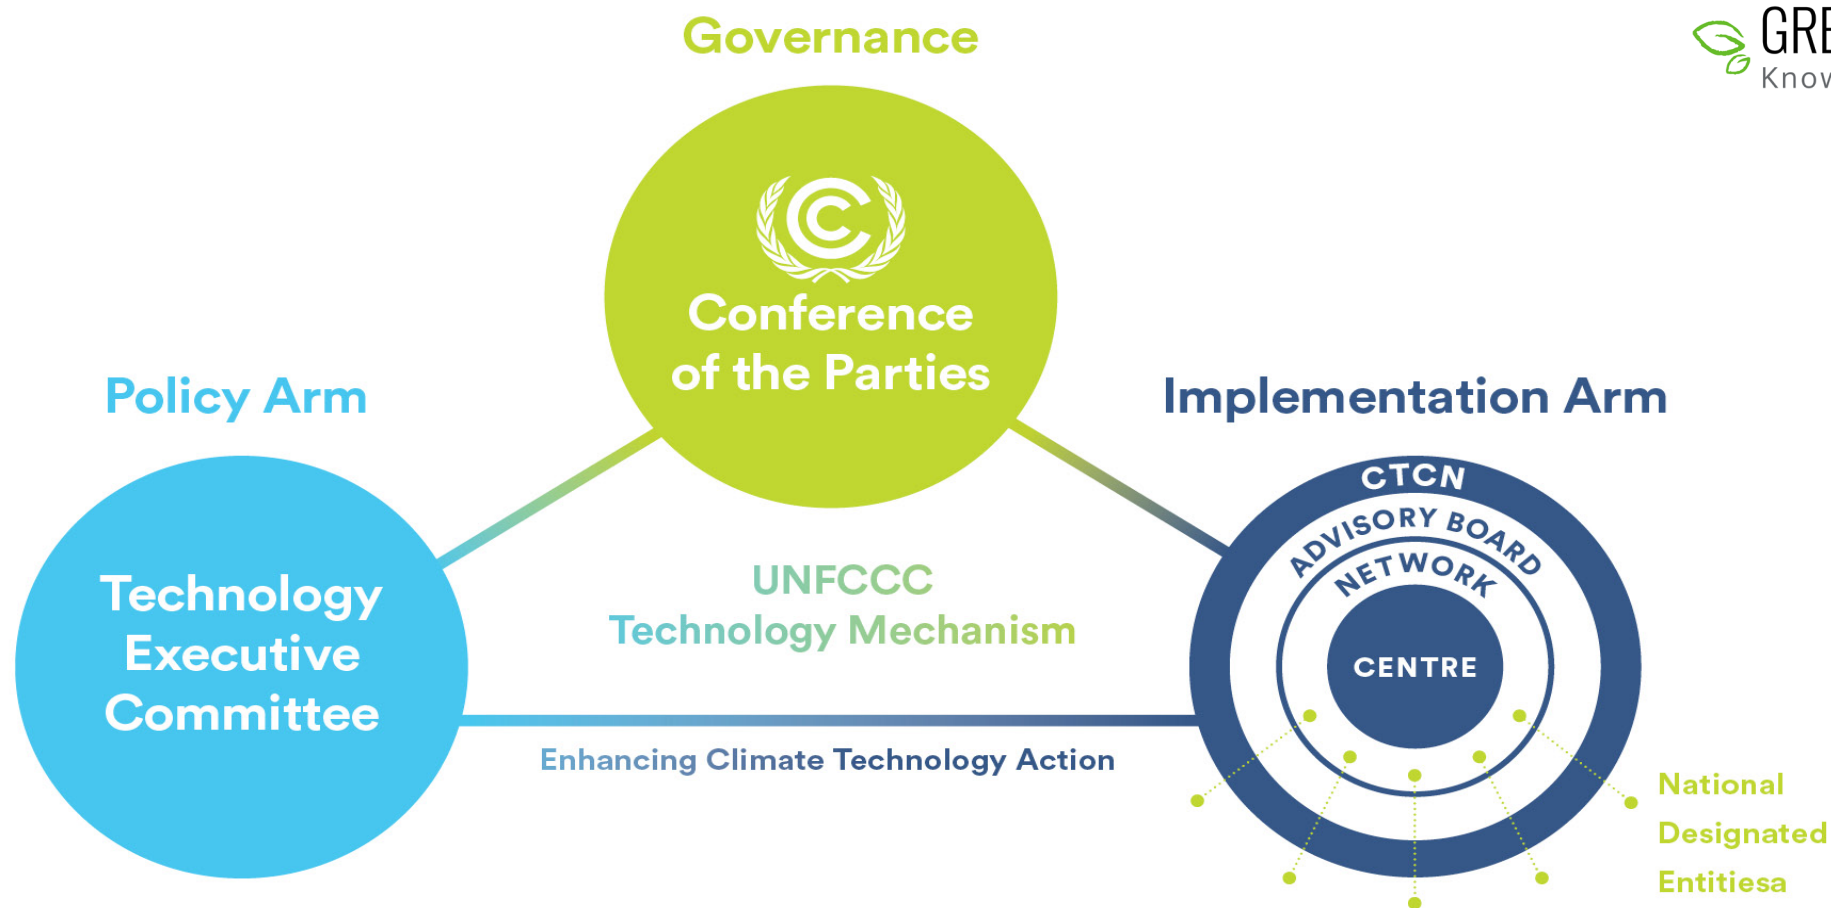 Governance
Conference
of the Parties
Policy Arm
Technology
Executive
Committee
Implementation Arm
CTCN
ADVISORY BOARD
NETWORK
CENTRE
UNFCCC
Technology Mechanism
Enhancing Climate Technology Action
National
Designated
Entitiesa